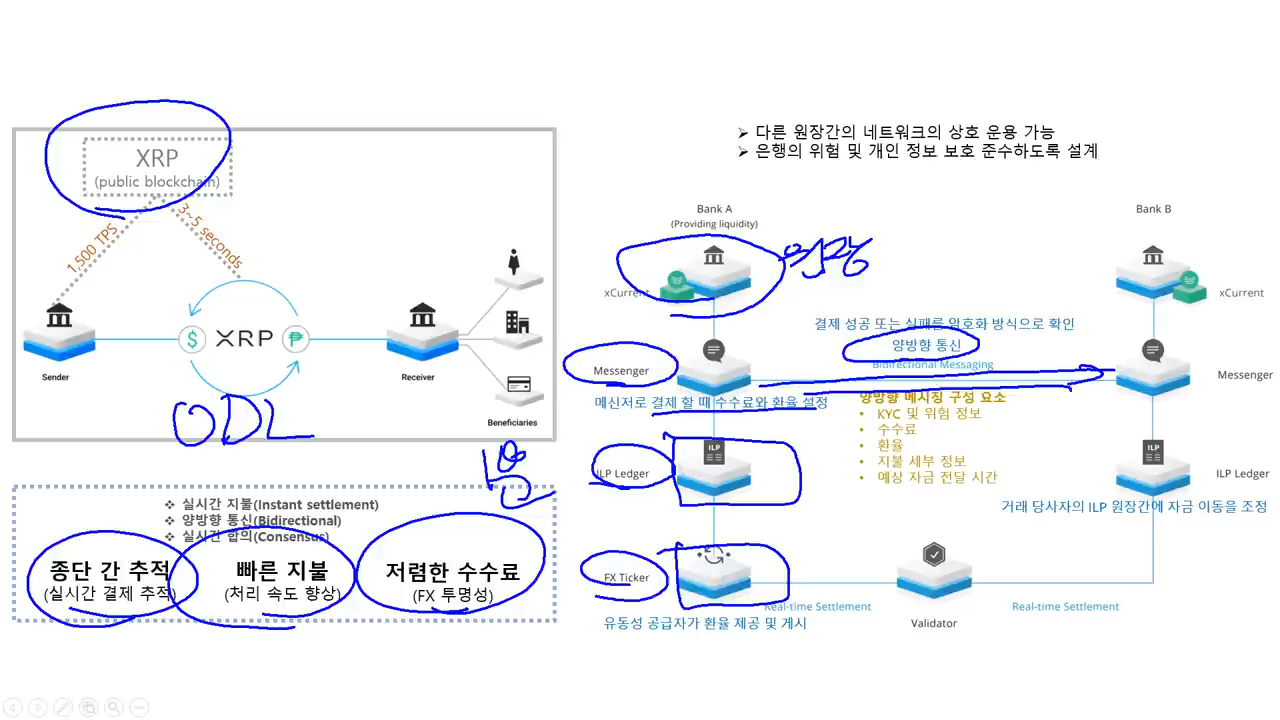 XRP
(public blockchain)
1,500 TPS
3~5 seconds
$ XRP ₱
Sender
Receiver
Beneficiaries
ODL
❖ 실시간 지불(Instant settlement)
❖ 양방향 통신(Bidirectional)
❖ 실시간 합의(Consensus)
종단 간 추적
(실시간 결제 추적)
빠른 지불
(처리 속도 향상)
저렴한 수수료
(FX 투명성)
➢ 다른 원장간의 네트워크의 상호 운용 가능
➢ 은행의 위험 및 개인 정보 보호 준수하도록 설계
Bank A
(Providing liquidity)
Bank B
원장
xCurrent
xCurrent
결제 성공 또는 실패를 암호화 방식으로 확인
양방향 통신
Bidirectional Messaging
Messenger
Messenger
메신저로 결제 할 때 수수료와 환율 설정
양방향 메시징 구성 요소
• KYC 및 위험 정보
• 수수료
• 환율
• 지불 세부 정보
• 예상 자금 전달 시간
ILP
ILP
ILP Ledger
ILP Ledger
거래 당사자의 ILP 원장간에 자금 이동을 조정
FX Ticker
Real-time Settlement
Real-time Settlement
유동성 공급자가 환율 제공 및 게시
Validator